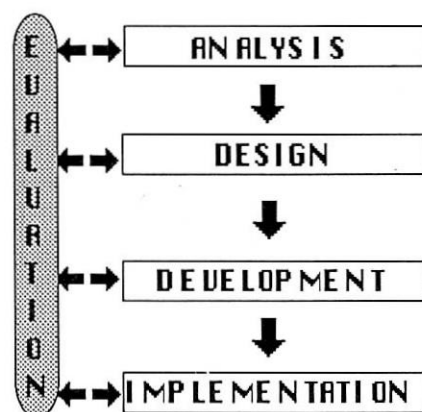 EVALUATION
ANALYSIS
DESIGN
DEVELOPMENT
IMPLEMENTATION